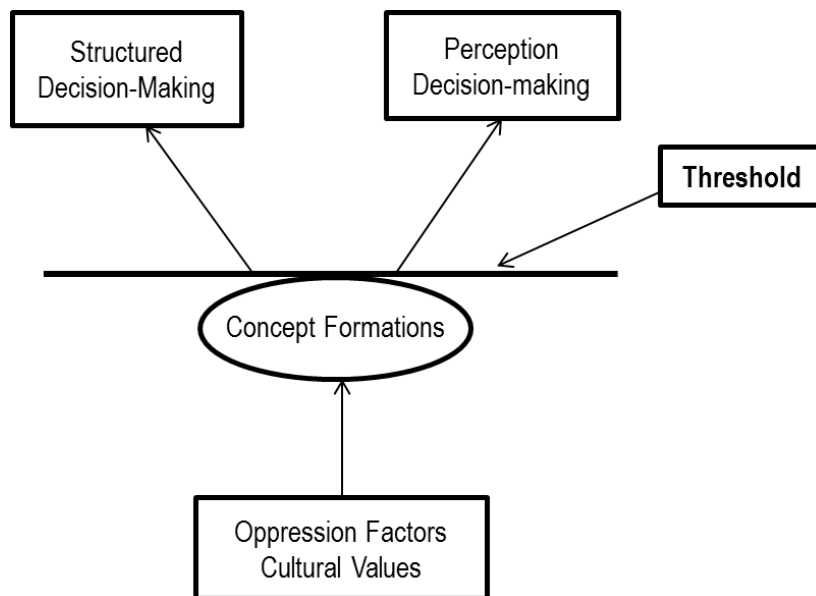 Structured
Decision-Making
Perception
Decision-making
Threshold
Concept Formations
Oppression Factors
Cultural Values